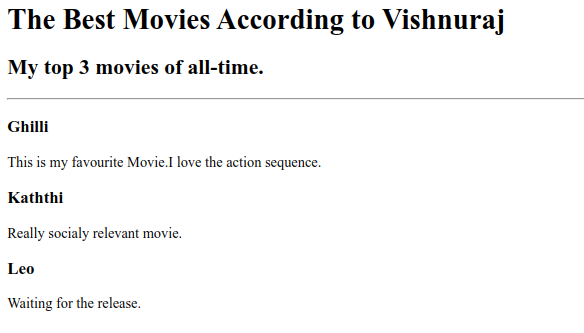 The Best Movies According to Vishnuraj
My top 3 movies of all-time.
Ghilli
This is my favourite Movie.I love the action sequence.
Kaththi
Really socialy relevant movie.
Leo
Waiting for the release.